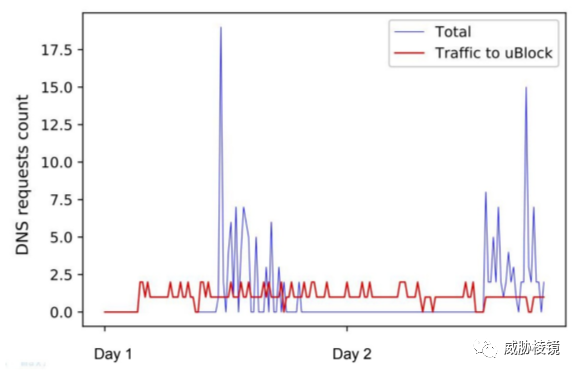 Total
Traffic to uBlock
17.5
15.0
12.5
10.0
7.5
5.0
2.5
0.0
DNS requests count
Day 1
Day 2
威胁棱镜